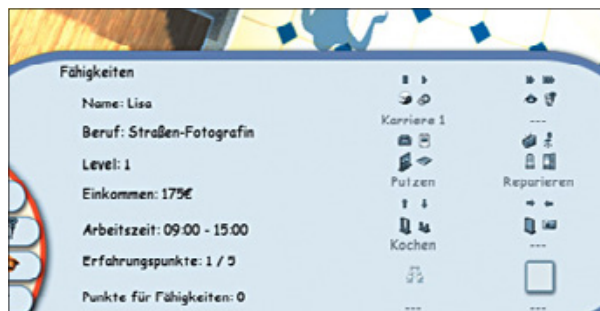 Fähigkeiten
Name: Lisa
Beruf: Straßen-Fotografin
Level: 1
Einkommen: 175€
Arbeitszeit: 09:00 - 15:00
Erfahrungspunkte: 1 / 5
Punkte für Fähigkeiten: 0
Karriere 1
---
Putzen
Reparieren
Kochen
---
---
---